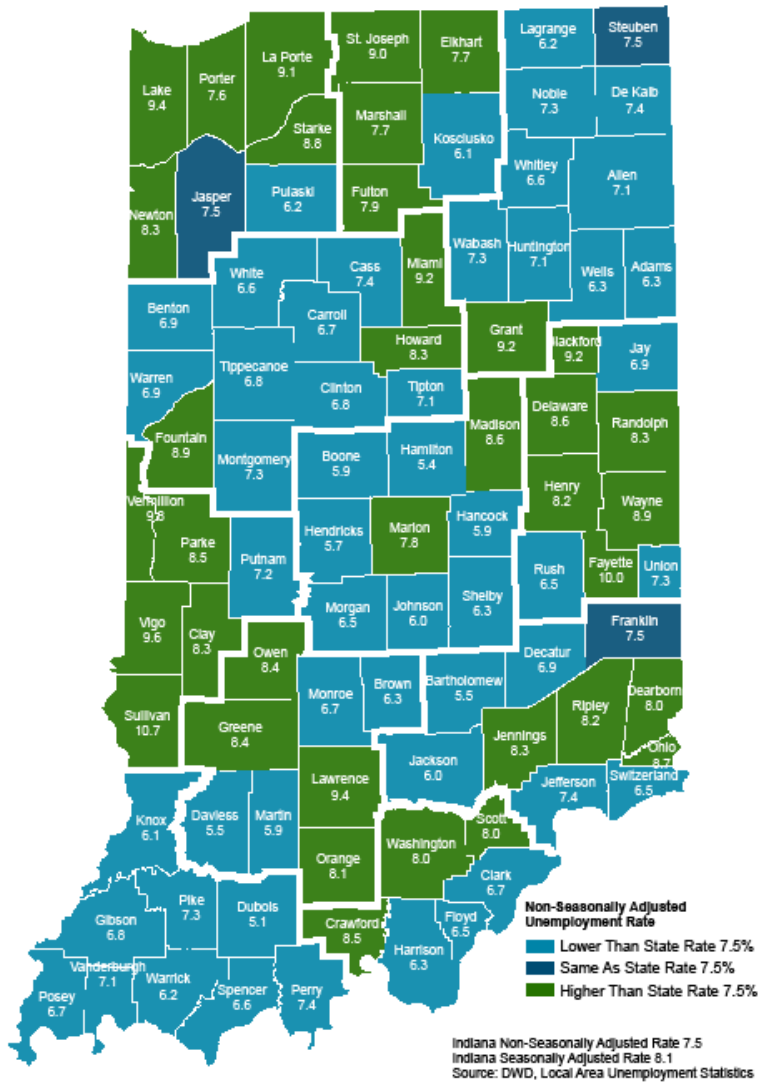 Lagrange
6.2
Steuben
7.5
St. Joseph
9.0
Elkhart
7.7
La Porte
9.1
Porter
7.6
Lake
9.4
Noble
7.3
De Kalb
7.4
Marshall
7.7
Starke
8.8
Kosciusko
6.1
Whitley
6.6
Allen
7.1
Jasper
7.5
Pulaski
6.2
Fulton
7.9
Newton
8.3
Wabash
7.3
Huntington
7.1
Wells
6.3
Adams
6.3
White
6.6
Cass
7.4
Miami
9.2
Benton
6.9
Carroll
6.7
Howard
8.3
Grant
9.2
Blackford
9.2
Jay
6.9
Warren
6.9
Tippecanoe
6.8
Clinton
6.8
Tipton
7.1
Madison
8.6
Delaware
8.6
Randolph
8.3
Fountain
8.9
Montgomery
7.3
Boone
5.9
Hamilton
5.4
Henry
8.2
Wayne
8.9
Vermillion
9.8
Parke
8.5
Putnam
7.2
Hendricks
5.7
Marion
7.8
Hancock
5.9
Rush
6.5
Fayette
10.0
Union
7.3
Vigo
9.6
Clay
8.3
Morgan
6.5
Johnson
6.0
Shelby
6.3
Franklin
7.5
Owen
8.4
Decatur
6.9
Monroe
6.7
Brown
6.3
Bartholomew
5.5
Dearborn
8.0
Ripley
8.2
Sullivan
10.7
Greene
8.4
Jennings
8.3
Ohio
8.7
Jackson
6.0
Lawrence
9.4
Jefferson
7.4
Switzerland
6.5
Knox
6.1
Daviess
5.5
Martin
5.9
Scott
8.0
Washington
8.0
Orange
8.1
Clark
6.7
Pike
7.3
Dubois
5.1
Gibson
6.8
Crawford
8.5
Floyd
6.5
Harrison
6.3
Vanderburgh
7.1
Warrick
6.2
Spencer
6.6
Perry
7.4
Posey
6.7
Non-Seasonally Adjusted
Unemployment Rate
Lower Than State Rate 7.5%
Same As State Rate 7.5%
Higher Than State Rate 7.5%
Indiana Non-Seasonally Adjusted Rate 7.5
Indiana Seasonally Adjusted Rate 8.1
Source: DWD, Local Area Unemployment Statistics